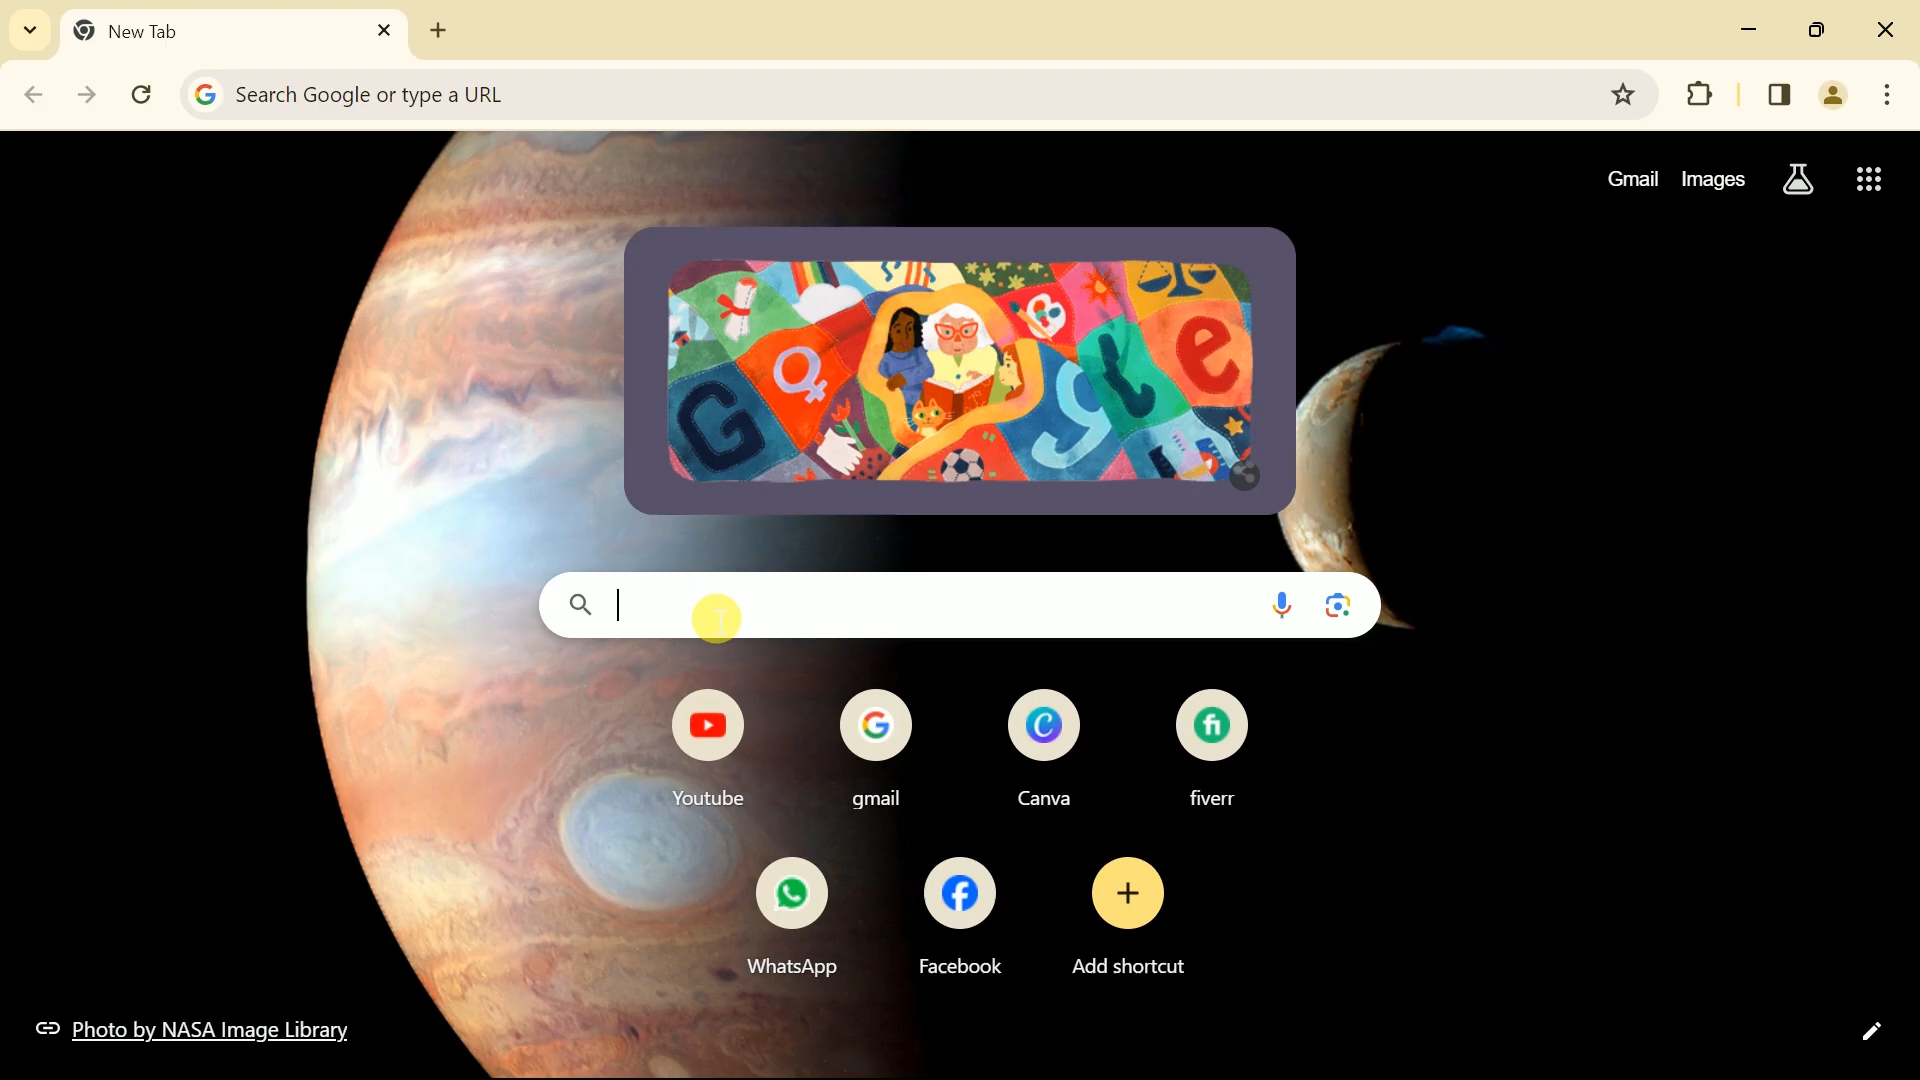 New Tab
Search Google or type a URL
Gmail Images
G g l e
Youtube gmail Canva fiverr
WhatsApp Facebook Add shortcut
Photo by NASA Image Library